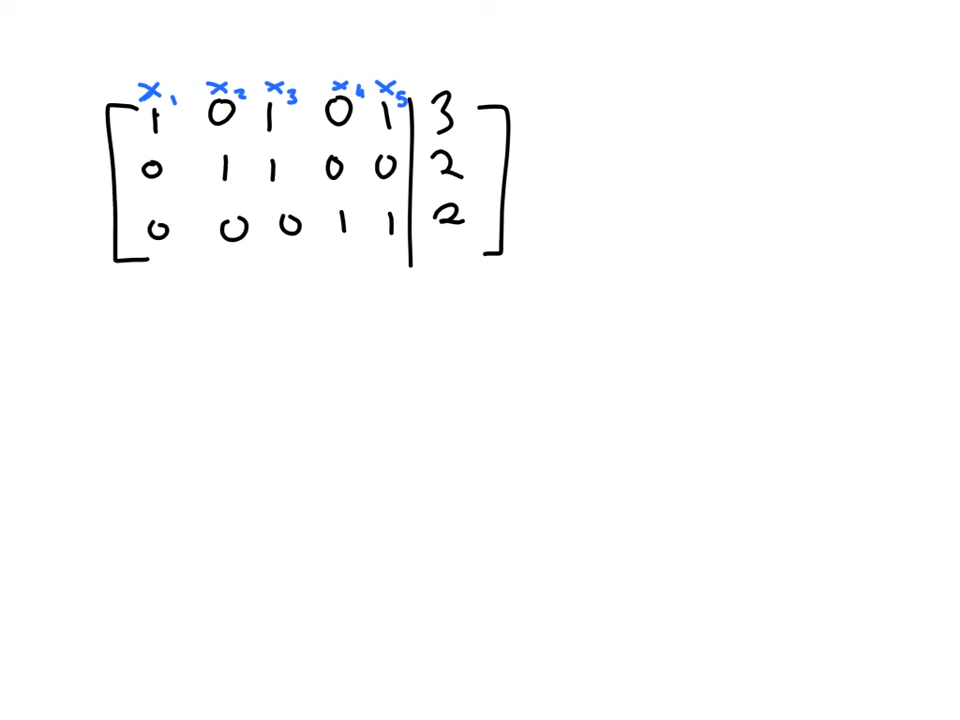 x₁ x₂ x₃ x₄ x₅
1 0 1 0 1 | 3
0 1 1 0 0 | 2
0 0 0 1 1 | 2